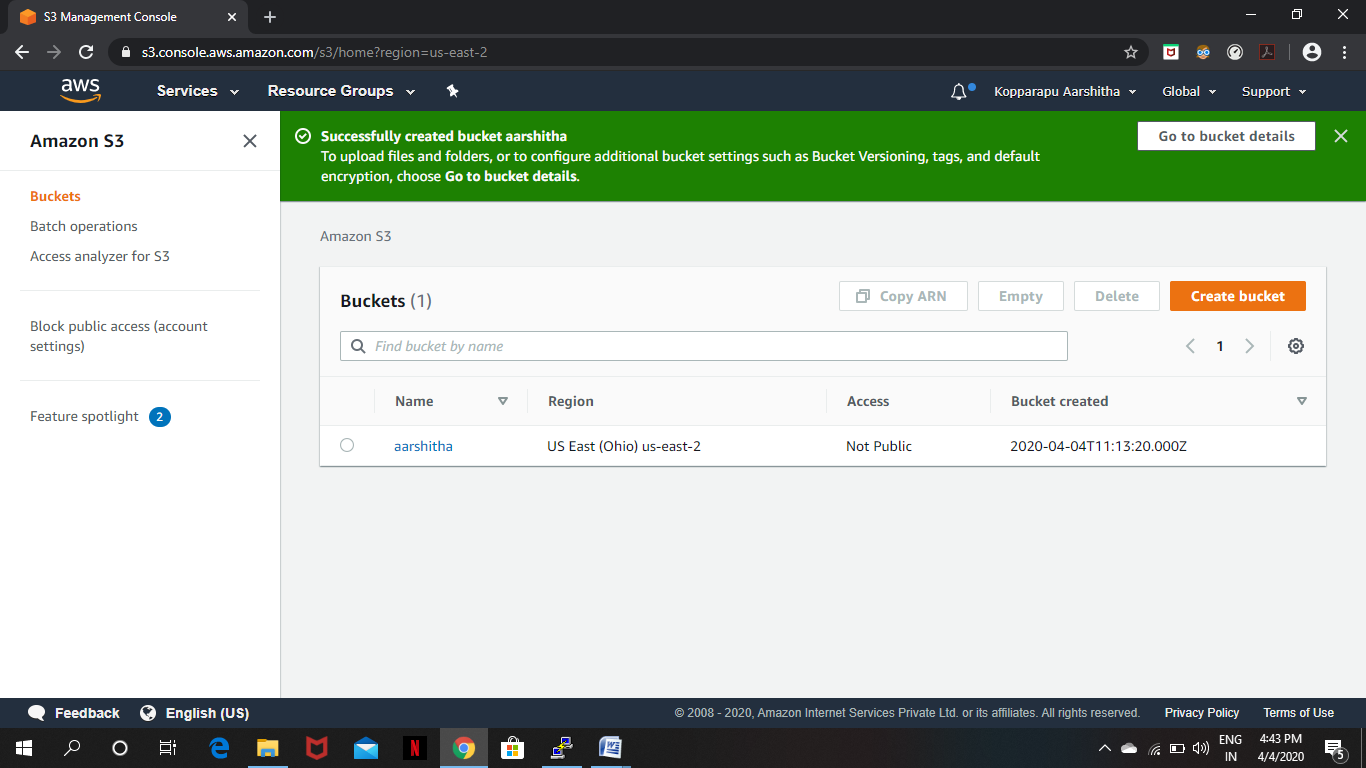 S3 Management Console
s3.console.aws.amazon.com/s3/home?region=us-east-2
aws
Services
Resource Groups
Kopparapu Aarshitha
Global
Support
Amazon S3
Buckets
Batch operations
Access analyzer for S3
Block public access (account
settings)
Feature spotlight 2
Successfully created bucket aarshitha
To upload files and folders, or to configure additional bucket settings such as Bucket Versioning, tags, and default
encryption, choose Go to bucket details.
Go to bucket details
Amazon S3
Buckets (1)
Copy ARN
Empty
Delete
Create bucket
Find bucket by name
1
Name Region Access Bucket created
aarshitha US East (Ohio) us-east-2 Not Public 2020-04-04T11:13:20.000Z
Feedback English (US)
© 2008 - 2020, Amazon Internet Services Private Ltd. or its affiliates. All rights reserved. Privacy Policy Terms of Use
N
W
ENG
IN
4:43 PM
4/4/2020
5